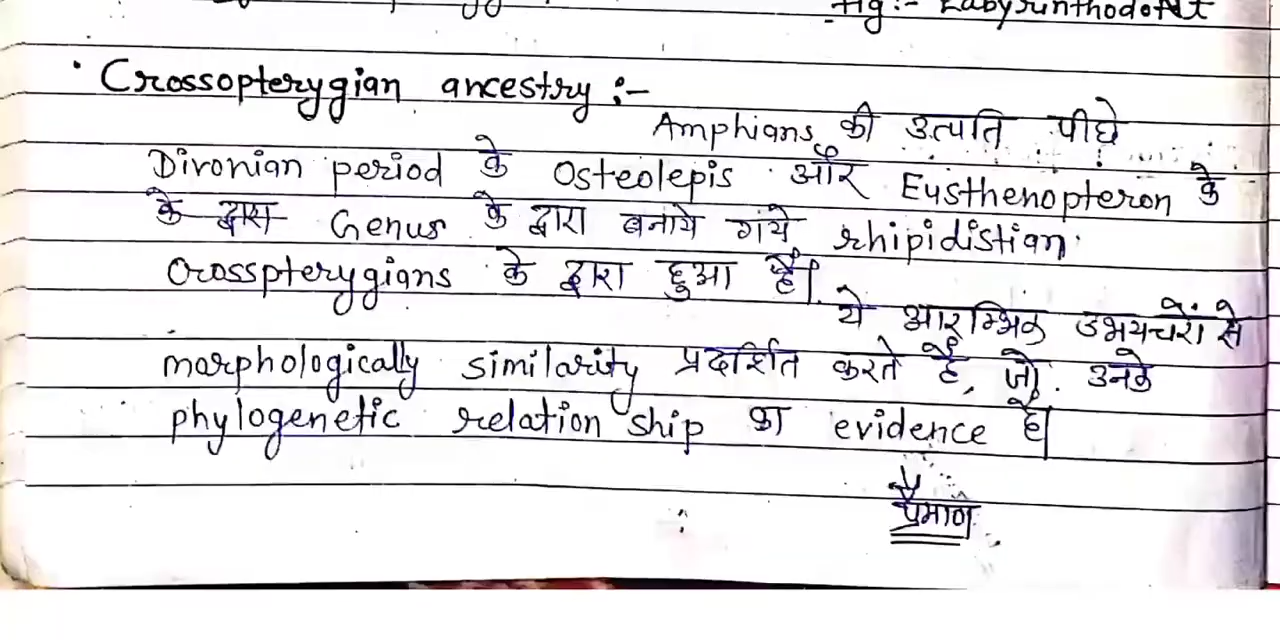 Fig:- Labyrinthodont
• Crossopterygian ancestry :-
Amphians की उत्पति पीछे
Divonian period के Osteolepis और Eusthenopteron के
के द्वारा Genus के द्वारा बनाये गये rhipidistian
Crosspterygians के द्वारा हुआ है।
ये आरम्भिक उभयचरों से
morphologically similarity प्रदर्शित करते है, जो उनके
phylogenetic relation ship का evidence है।
प्रमाण